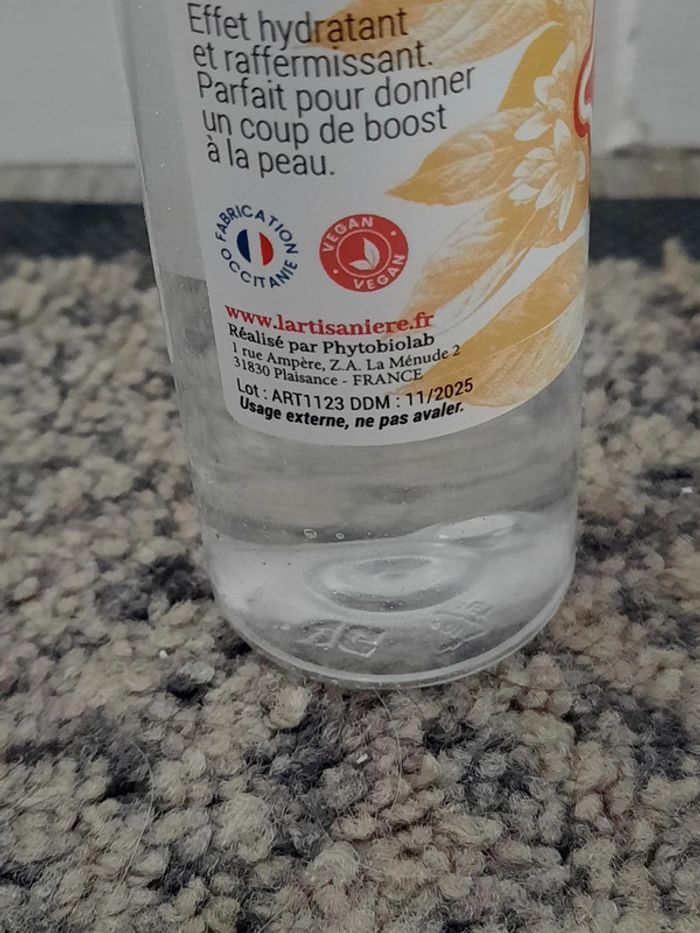 Effet hydratant
et raffermissant.
Parfait pour donner
un coup de boost
à la peau.
FABRICATION
OCCITANIE
VEGAN
VEGAN
www.lartisaniere.fr
Réalisé par Phytobiolab
1 rue Ampère, Z.A. La Ménude 2
31830 Plaisance - FRANCE
Lot : ART1123 DDM : 11/2025
Usage externe, ne pas avaler.